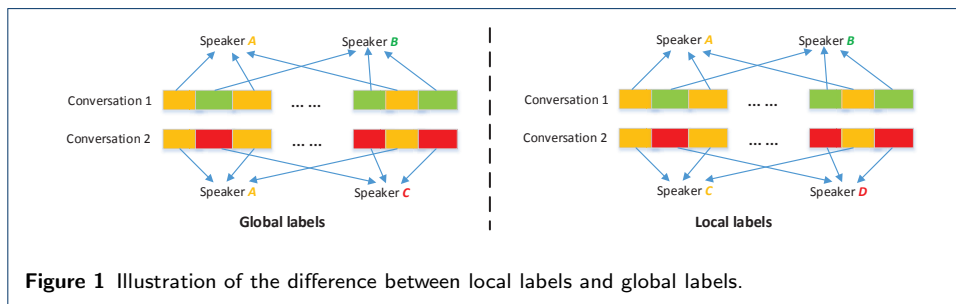 Speaker A Speaker B Speaker A Speaker B
Conversation 1 ... ... Conversation 1 ... ...
Conversation 2 ... ... Conversation 2 ... ...
Speaker A Speaker C Speaker C Speaker D
Global labels Local labels
Figure 1 Illustration of the difference between local labels and global labels.